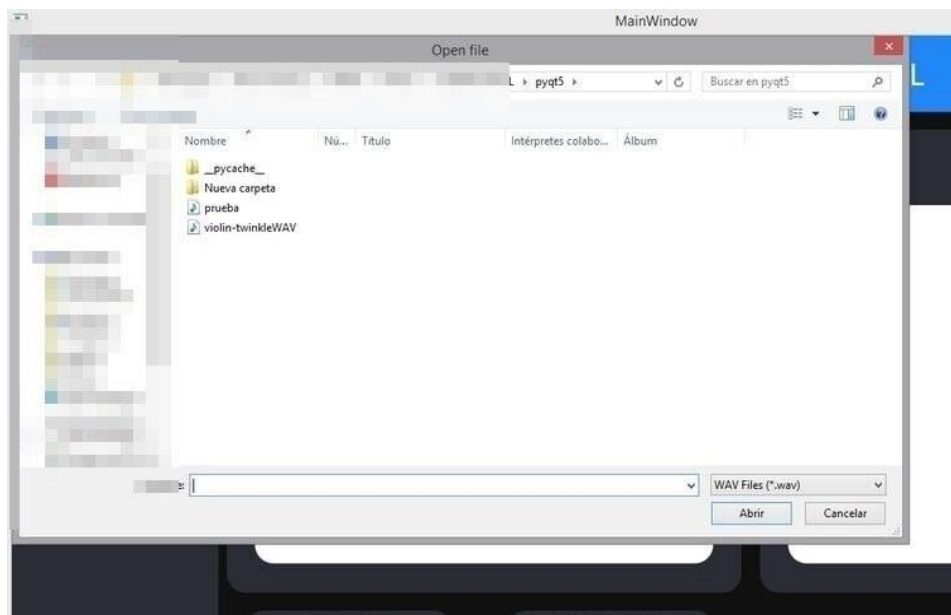 MainWindow
Open file
L ▸ pyqt5 ▸
Buscar en pyqt5
L
Nombre Nú... Título Intérpretes colabo... Álbum
__pycache__
Nueva carpeta
prueba
violin-twinkleWAV
WAV Files (*.wav)
Abrir Cancelar